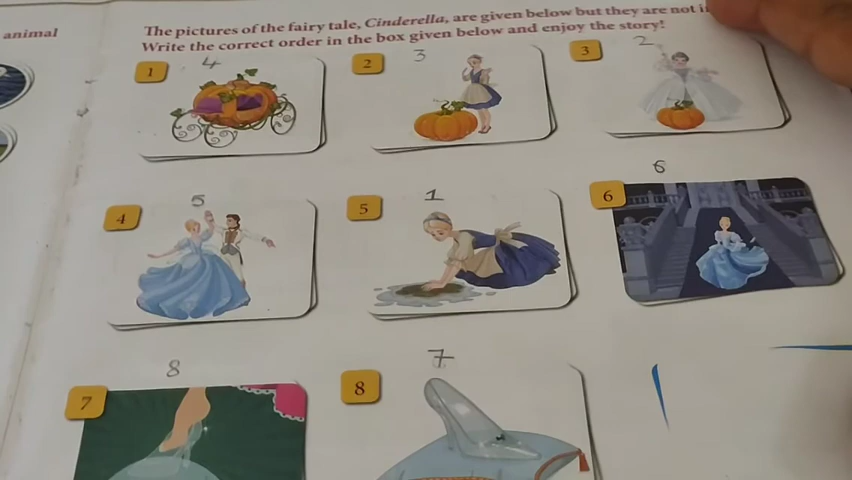 animal
The pictures of the fairy tale, Cinderella, are given below but they are not
Write the correct order in the box given below and enjoy the story!
1 4
2 3
3 2
4 5
5 1
6 6
7 8
8 7